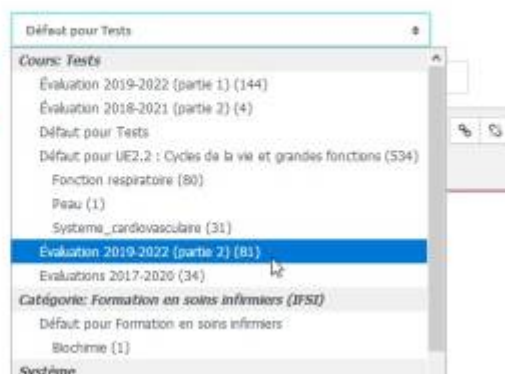 Défaut pour Tests
Cours: Tests
Évaluation 2019-2022 (partie 1) (144)
Évaluation 2018-2021 (partie 2) (4)
Défaut pour Tests
Défaut pour UE2.2 : Cycles de la vie et grandes fonctions (534)
Fonction respiratoire (80)
Peau (1)
Systeme_cardiovasculaire (31)
Évaluation 2019-2022 (partie 2) (81)
Evaluations 2017-2020 (34)
Catégorie: Formation en soins infirmiers (IFSI)
Défaut pour Formation en soins infirmiers
Biochimie (1)
Système